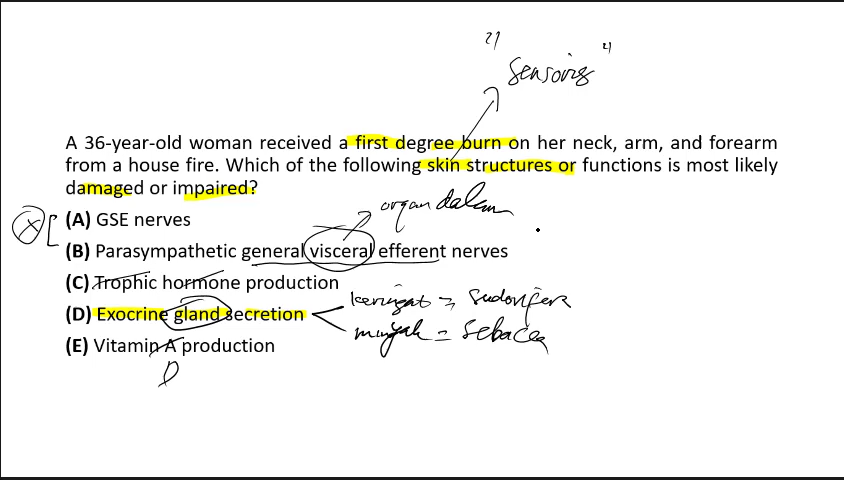 " Sensoris "
A 36-year-old woman received a first degree burn on her neck, arm, and forearm
from a house fire. Which of the following skin structures or functions is most likely
damaged or impaired?
organ dalam
(A) GSE nerves
(B) Parasympathetic general visceral efferent nerves
(C) Trophic hormone production
keringat = Sudorifera
(D) Exocrine gland secretion
minyak = Sebacea
(E) Vitamin A production
D